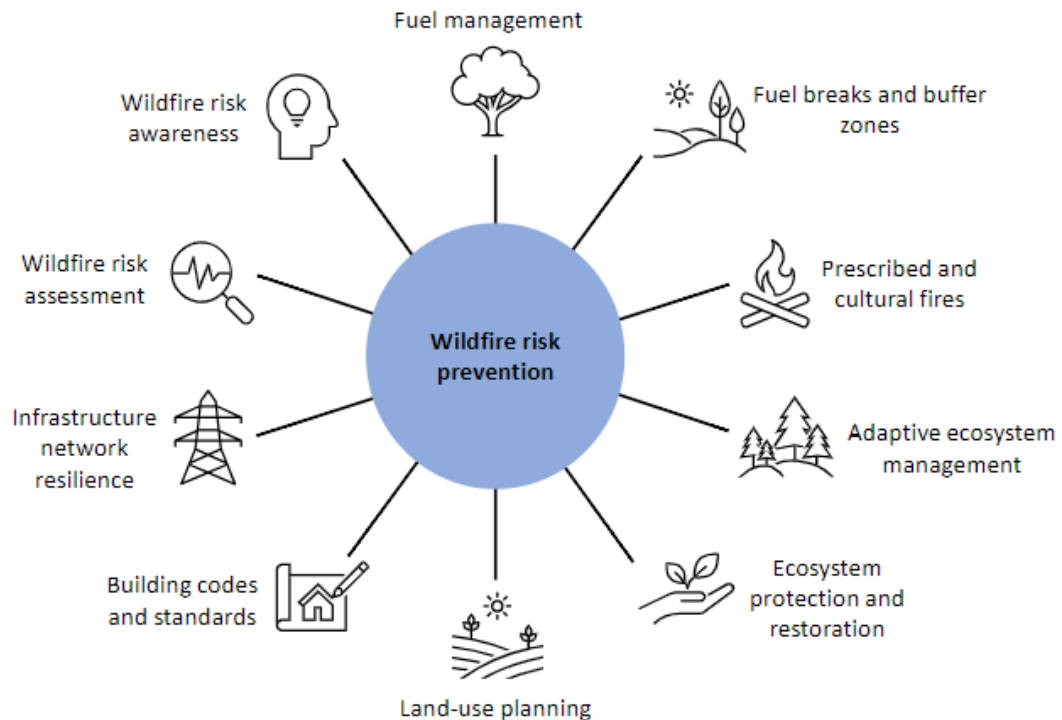 Fuel management
Wildfire risk
awareness
Fuel breaks and buffer
zones
Wildfire risk
assessment
Prescribed and
cultural fires
Wildfire risk
prevention
Infrastructure
network
resilience
Adaptive ecosystem
management
Building codes
and standards
Ecosystem
protection and
restoration
Land-use planning